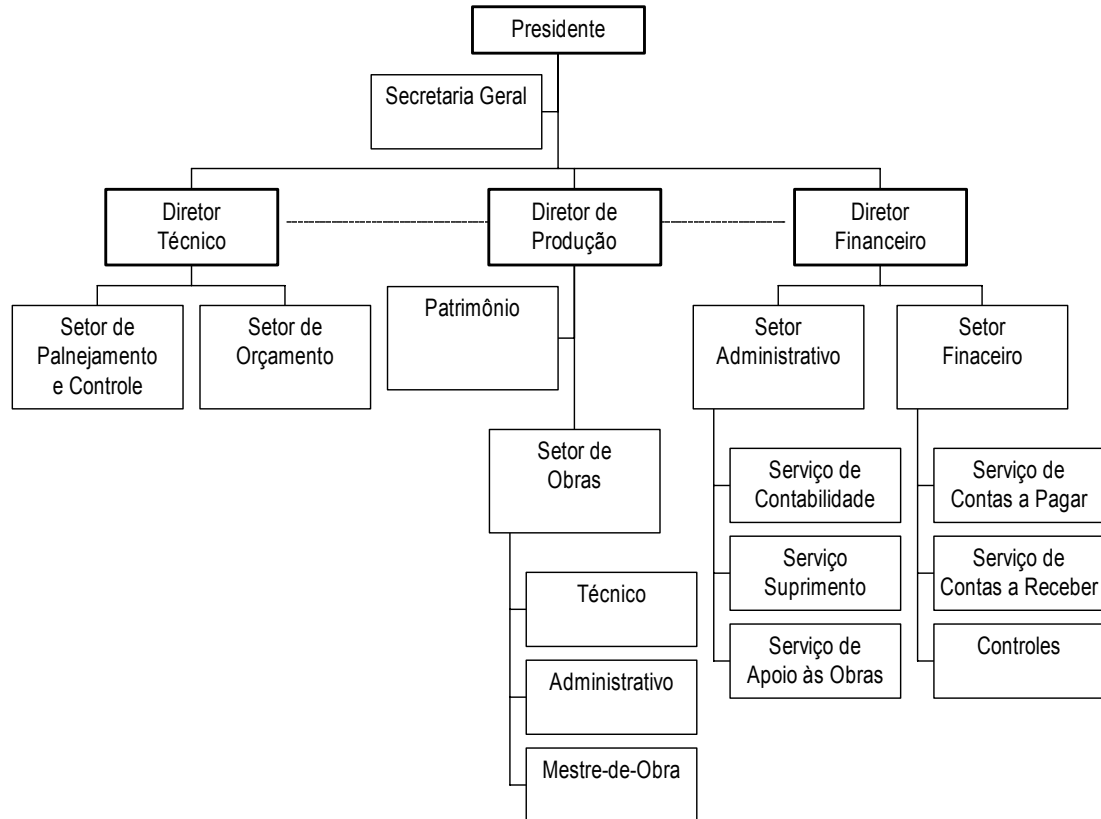 Presidente
Secretaria Geral
Diretor
Técnico
Diretor de
Produção
Diretor
Financeiro
Setor de
Palnejamento
e Controle
Setor de
Orçamento
Patrimônio
Setor
Administrativo
Setor
Finaceiro
Setor de
Obras
Serviço de
Contabilidade
Serviço de
Contas a Pagar
Técnico
Serviço
Suprimento
Serviço de
Contas a Receber
Administrativo
Serviço de
Apoio às Obras
Controles
Mestre-de-Obra